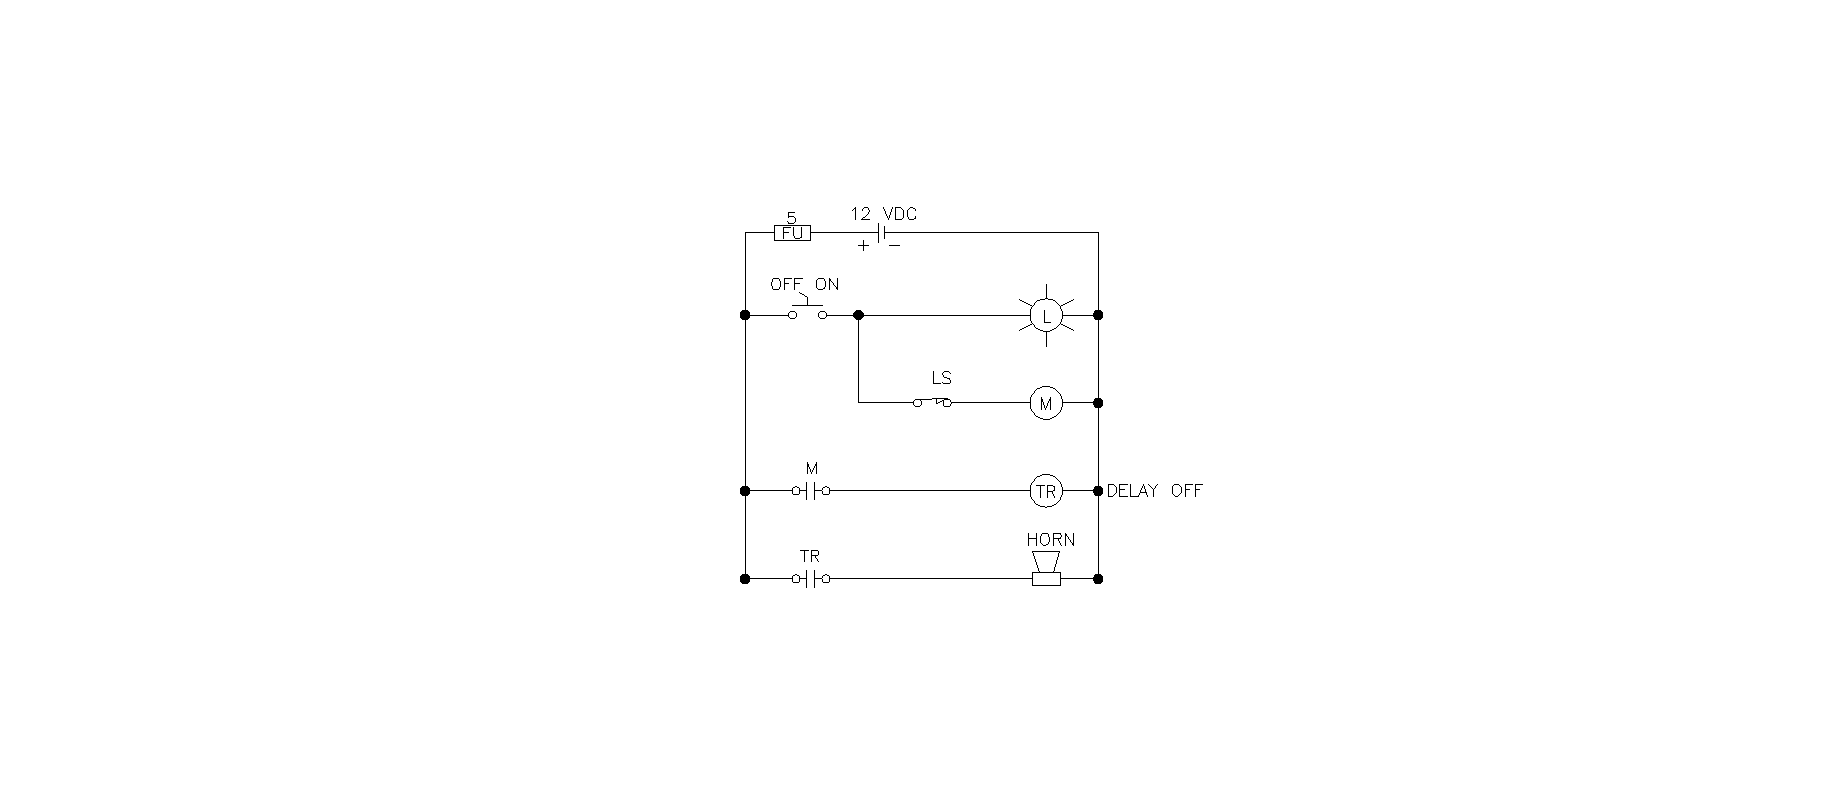 5
FU
12 VDC
+ −
OFF ON
L
LS
M
M
TR
DELAY OFF
HORN
TR